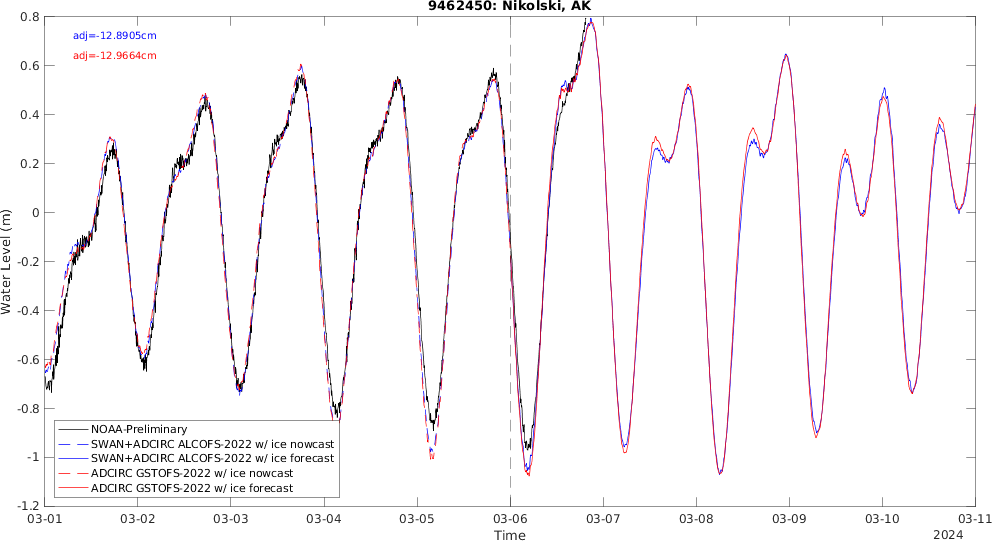 9462450: Nikolski, AK
adj=-12.8905cm
adj=-12.9664cm
Water Level (m)
0.8
0.6
0.4
0.2
0
-0.2
-0.4
-0.6
-0.8
-1
-1.2
NOAA-Preliminary
SWAN+ADCIRC ALCOFS-2022 w/ ice nowcast
SWAN+ADCIRC ALCOFS-2022 w/ ice forecast
ADCIRC GSTOFS-2022 w/ ice nowcast
ADCIRC GSTOFS-2022 w/ ice forecast
03-01 03-02 03-03 03-04 03-05 03-06 03-07 03-08 03-09 03-10 03-11
Time
2024